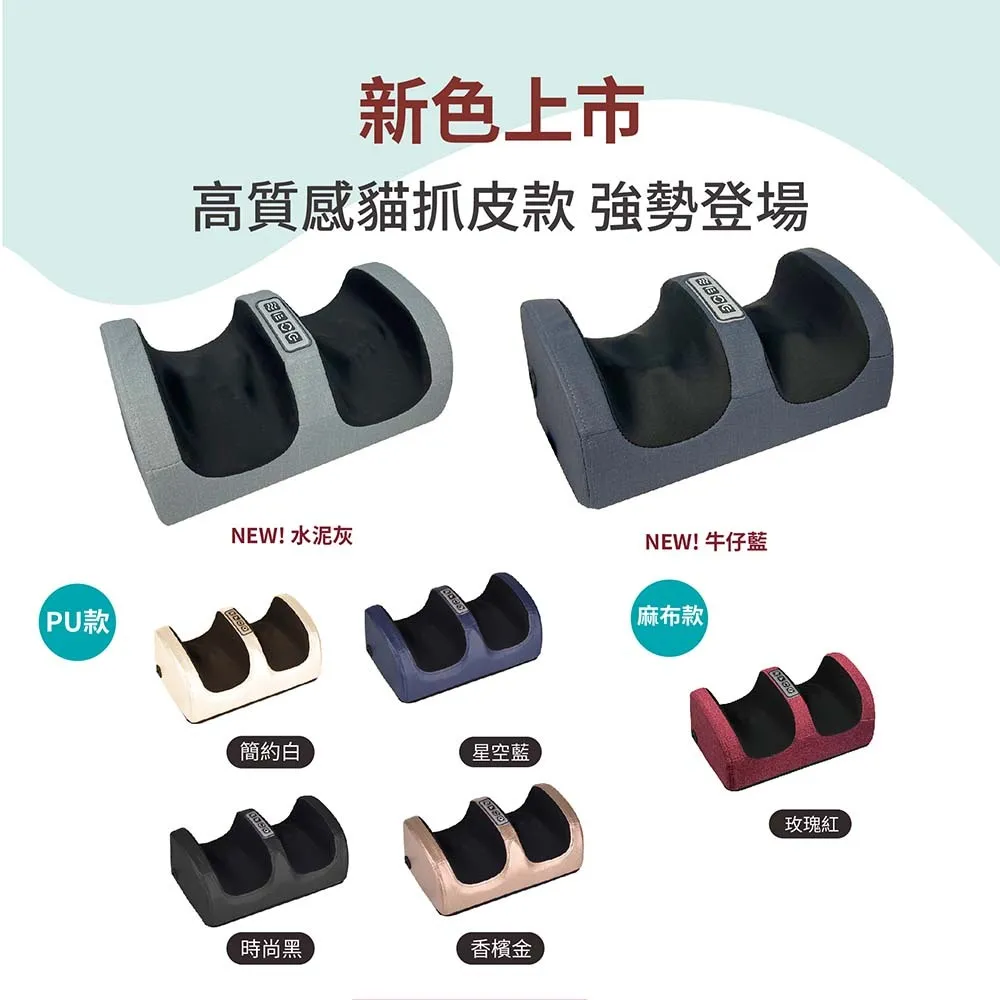 新色上市
高質感貓抓皮款 強勢登場
NEW! 水泥灰
NEW! 牛仔藍
PU款
麻布款
簡約白
星空藍
玫瑰紅
時尚黑
香檳金